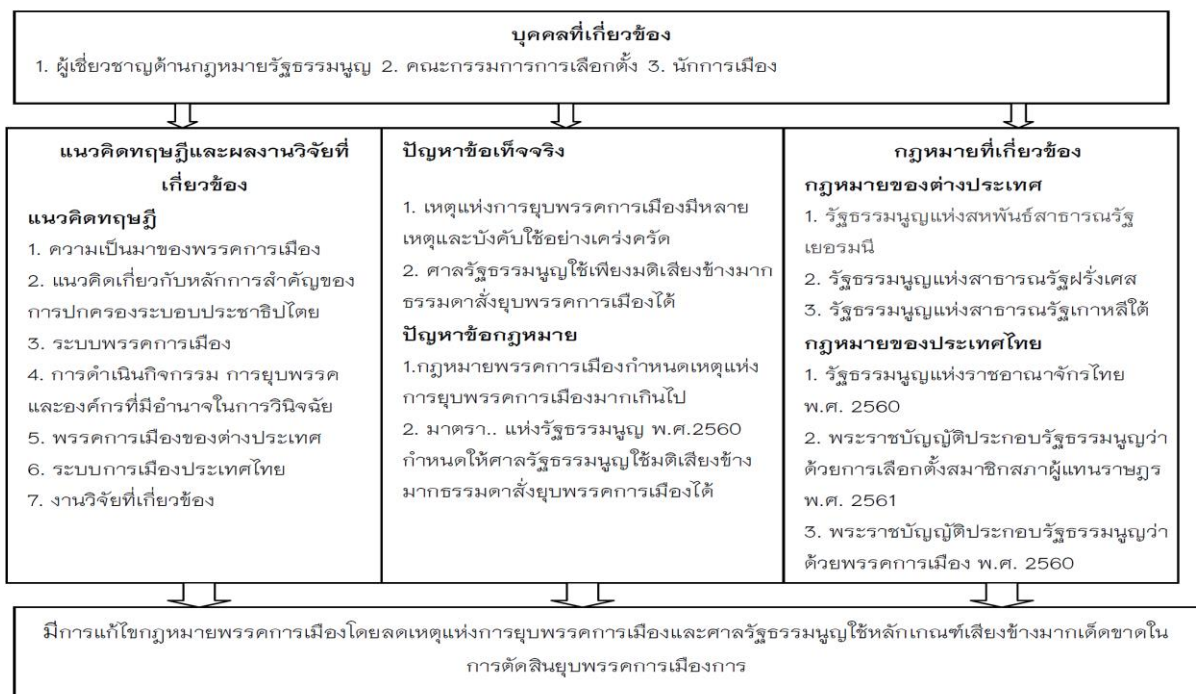 บุคคลที่เกี่ยวข้อง
1. ผู้เชี่ยวชาญด้านกฎหมายรัฐธรรมนูญ 2. คณะกรรมการการเลือกตั้ง 3. นักการเมือง
แนวคิดทฤษฎีและผลงานวิจัยที่
เกี่ยวข้อง
แนวคิดทฤษฎี
1. ความเป็นมาของพรรคการเมือง
2. แนวคิดเกี่ยวกับหลักการสำคัญของ
การปกครองระบอบประชาธิปไตย
3. ระบบพรรคการเมือง
4. การดำเนินกิจกรรม การยุบพรรค
และองค์กรที่มีอำนาจในการวินิจฉัย
5. พรรคการเมืองของต่างประเทศ
6. ระบบการเมืองประเทศไทย
7. งานวิจัยที่เกี่ยวข้อง
ปัญหาข้อเท็จจริง
1. เหตุแห่งการยุบพรรคการเมืองมีหลาย
เหตุและบังคับใช้อย่างเคร่งครัด
2. ศาลรัฐธรรมนูญใช้เพียงมติเสียงข้างมาก
ธรรมดาสั่งยุบพรรคการเมืองได้
ปัญหาข้อกฎหมาย
1.กฎหมายพรรคการเมืองกำหนดเหตุแห่ง
การยุบพรรคการเมืองมากเกินไป
2. มาตรา.. แห่งรัฐธรรมนูญ พ.ศ.2560
กำหนดให้ศาลรัฐธรรมนูญใช้มติเสียงข้าง
มากธรรมดาสั่งยุบพรรคการเมืองได้
กฎหมายที่เกี่ยวข้อง
กฎหมายของต่างประเทศ
1. รัฐธรรมนูญแห่งสหพันธ์สาธารณรัฐ
เยอรมนี
2. รัฐธรรมนูญแห่งสาธารณรัฐฝรั่งเศส
3. รัฐธรรมนูญแห่งสาธารณรัฐเกาหลีใต้
กฎหมายของประเทศไทย
1. รัฐธรรมนูญแห่งราชอาณาจักรไทย
พ.ศ. 2560
2. พระราชบัญญัติประกอบรัฐธรรมนูญว่า
ด้วยการเลือกตั้งสมาชิกสภาผู้แทนราษฎร
พ.ศ. 2561
3. พระราชบัญญัติประกอบรัฐธรรมนูญว่า
ด้วยพรรคการเมือง พ.ศ. 2560
มีการแก้ไขกฎหมายพรรคการเมืองโดยลดเหตุแห่งการยุบพรรคการเมืองและศาลรัฐธรรมนูญใช้หลักเกณฑ์เสียงข้างมากเด็ดขาดใน
การตัดสินยุบพรรคการเมืองการ